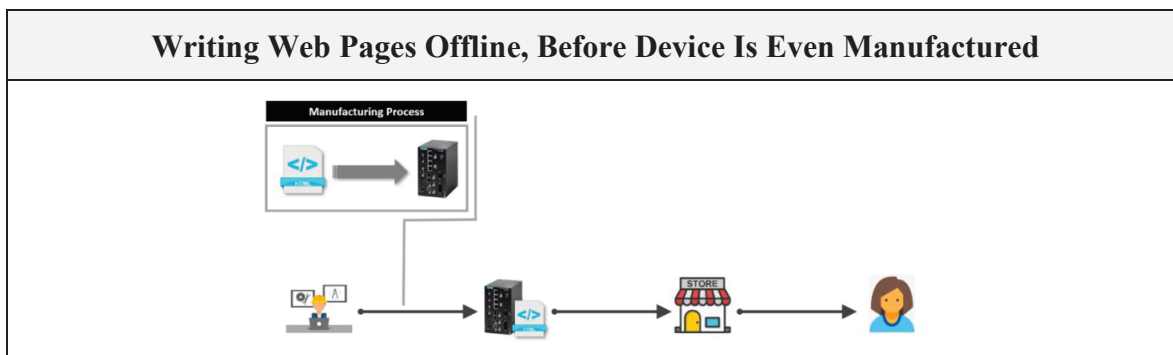 Writing Web Pages Offline, Before Device Is Even Manufactured
Manufacturing Process
</>
HTML
A
</>
HTML
STORE